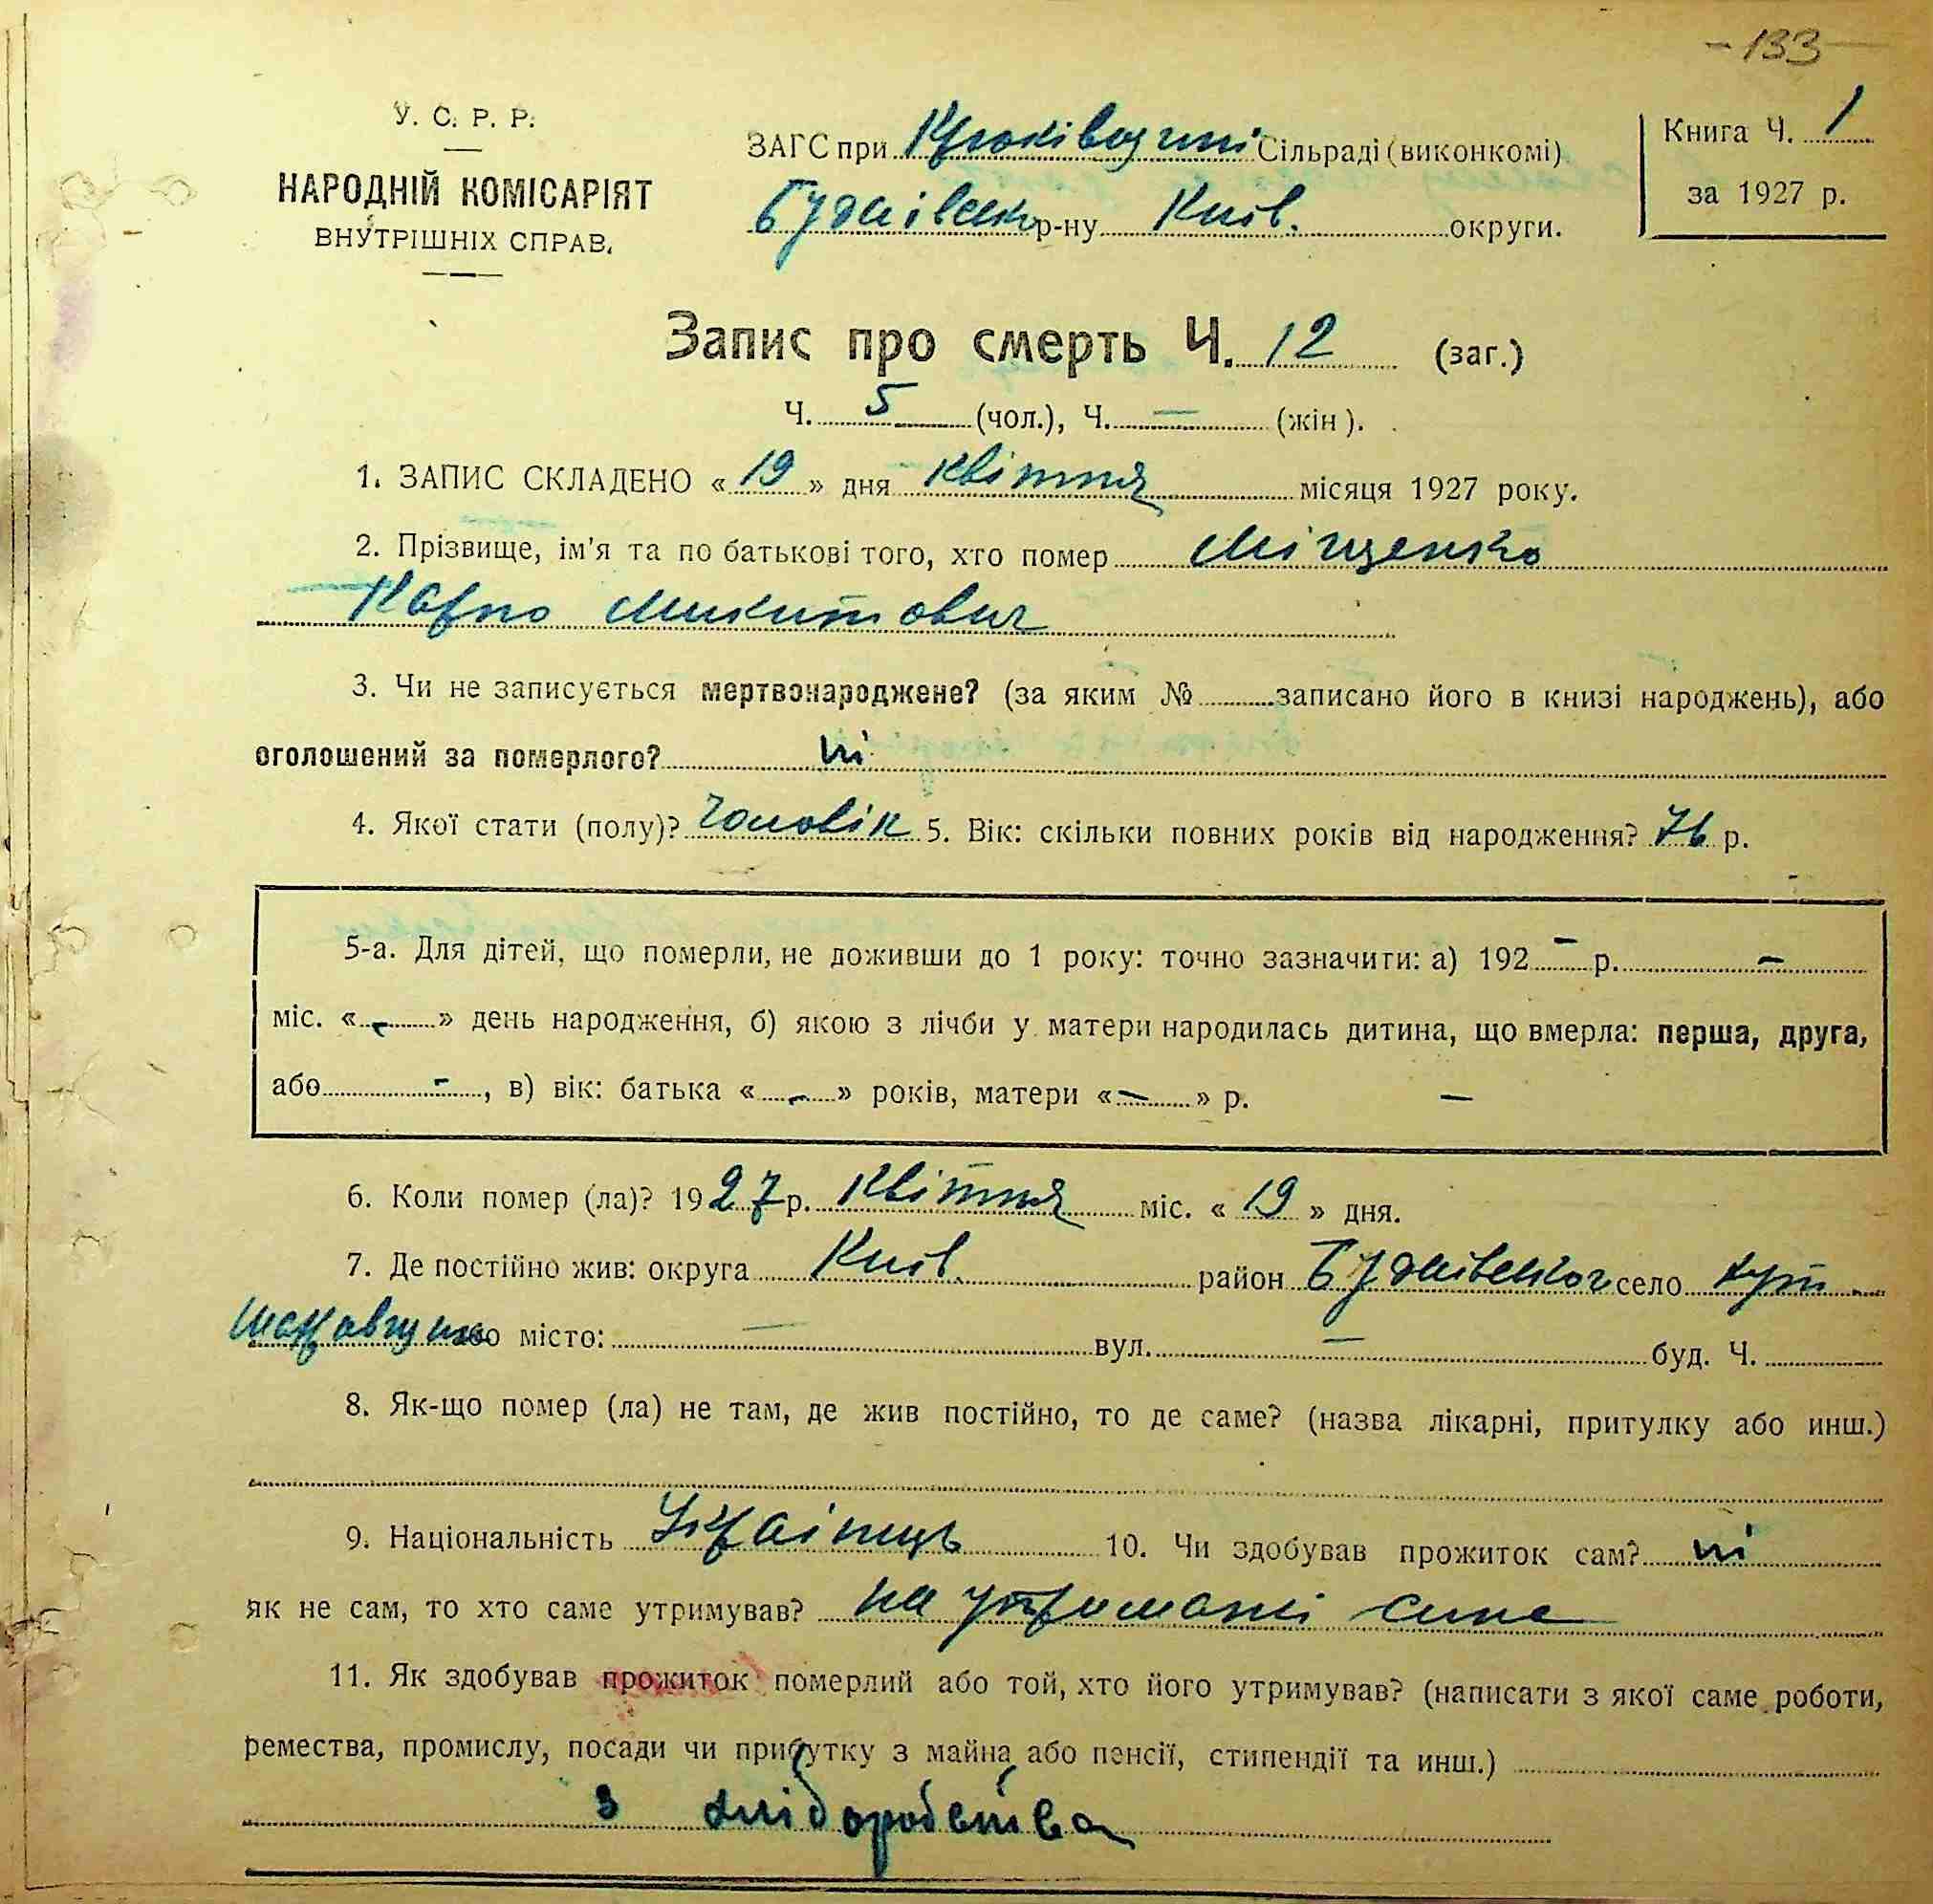 -133-
У. С. Р. Р.
НАРОДНІЙ КОМІСАРІЯТ
ВНУТРІШНІХ СПРАВ.
ЗАГС при Сільраді (виконкомі)
р-ну Київ. округи.
Книга Ч. 1
за 1927 р.
Запис про смерть Ч. 12 (заг.)
Ч. 5 (чол.), Ч. — (жін).
1. ЗАПИС СКЛАДЕНО « 19 » дня квітня місяця 1927 року.
2. Прізвище, ім'я та по батькові того, хто помер Міщенко
Карпо Микитович
3. Чи не записується мертвонароджене? (за яким № записано його в книзі народжень), або
оголошений за померлого? ні
4. Якої стати (полу)? чоловік 5. Вік: скільки повних років від народження? 76 р.
5-а. Для дітей, що померли, не доживши до 1 року: точно зазначити: а) 192 – р. –
міс. « – » день народження, б) якою з лічби у матери народилась дитина, що вмерла: перша, друга,
або –, в) вік: батька « – » років, матери « – » р. –
6. Коли помер (ла)? 1927 р. квітня міс. « 19 » дня.
7. Де постійно жив: округа Київ. район село хут
або місто: — вул. — буд. Ч.
8. Як-що помер (ла) не там, де жив постійно, то де саме? (назва лікарні, притулку або инш.)
9. Національність Українць 10. Чи здобував прожиток сам? ні
як не сам, то хто саме утримував? на утриманні сина
11. Як здобував прожиток померлий або той, хто його утримував? (написати з якої саме роботи,
ремества, промислу, посади чи прибутку з майна або пенсії, стипендії та инш.)
з хліборобства